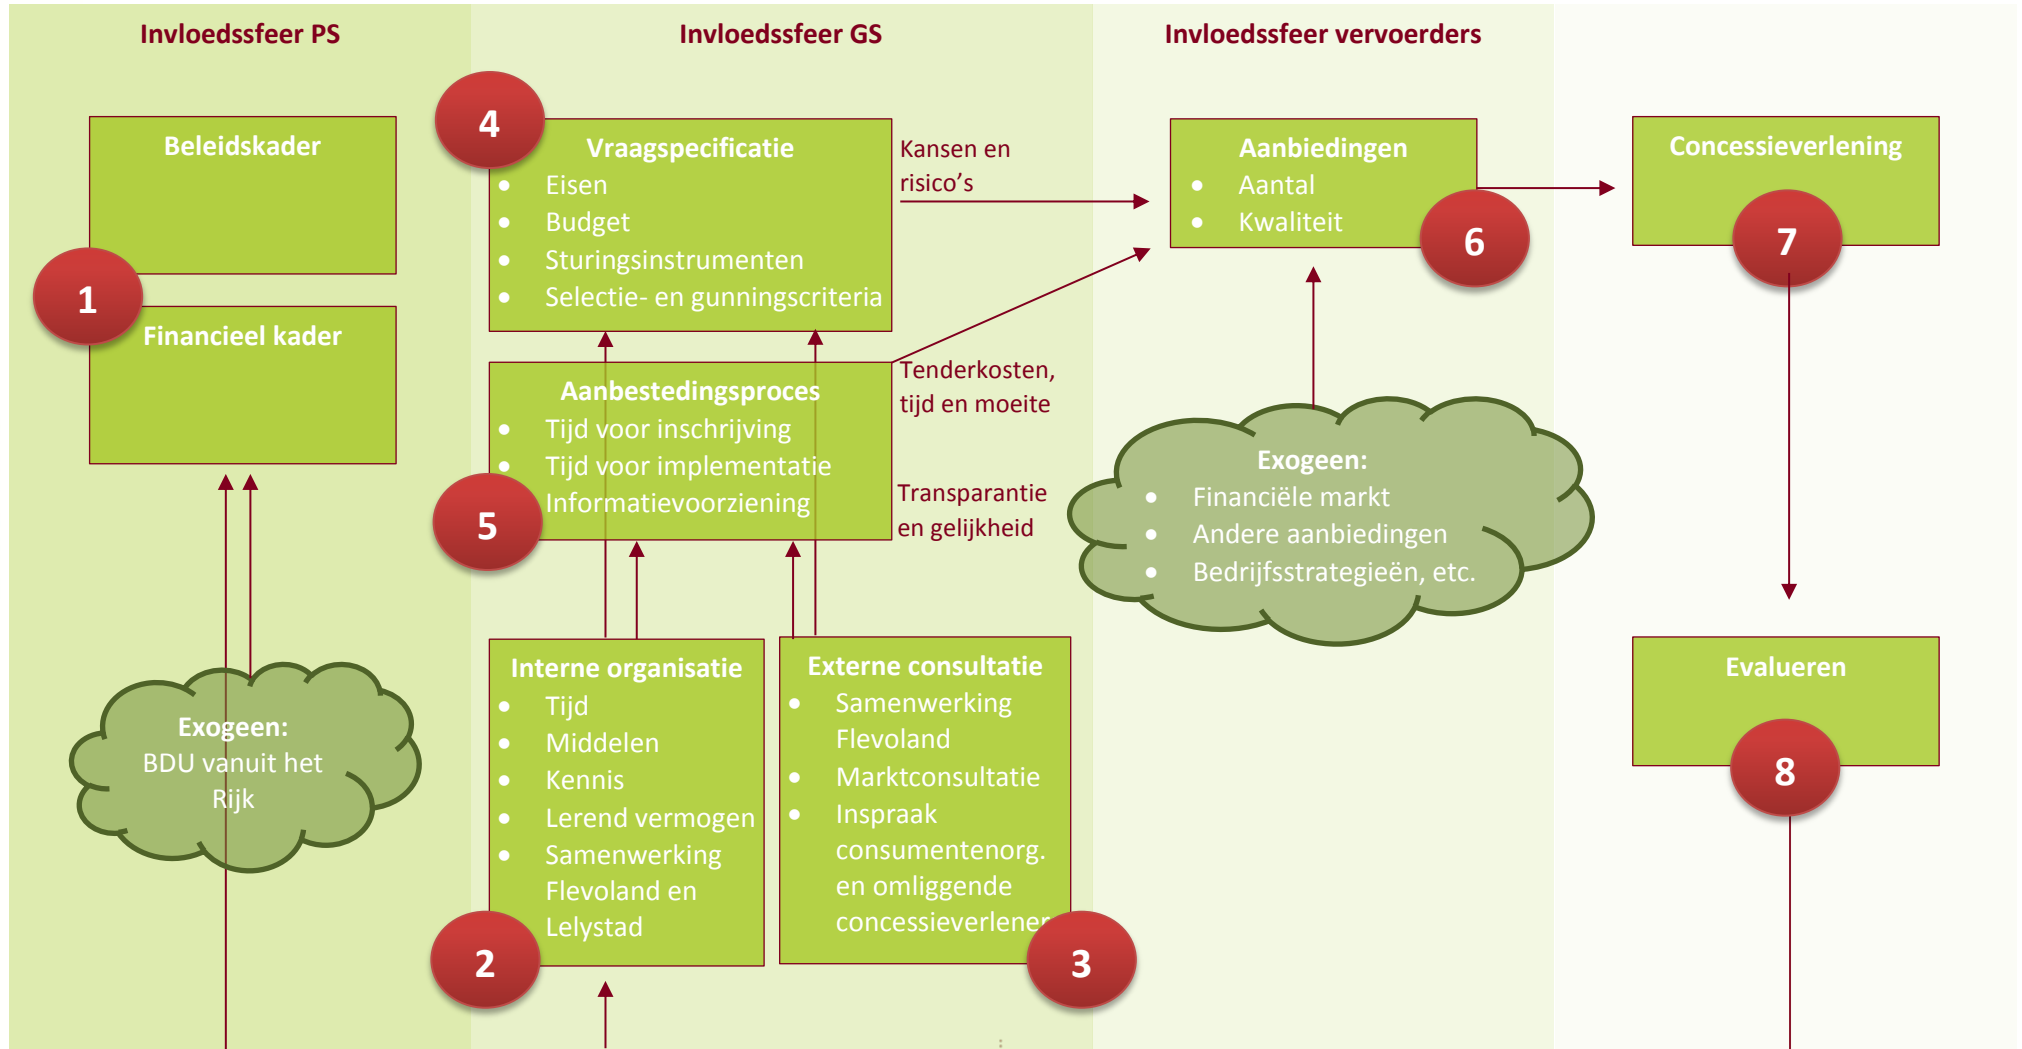 Invloedssfeer PS
Invloedssfeer GS
Invloedssfeer vervoerders
1
Beleidskader
Financieel kader
Exogeen:
BDU vanuit het
Rijk
4
Vraagspecificatie
Eisen
Budget
Sturingsinstrumenten
Selectie- en gunningscriteria
Kansen en
risico’s
5
Aanbestedingsproces
Tijd voor inschrijving
Tijd voor implementatie
Informatievoorziening
Tenderkosten,
tijd en moeite
Transparantie
en gelijkheid
2
Interne organisatie
Tijd
Middelen
Kennis
Lerend vermogen
Samenwerking
Flevoland en
Lelystad
3
Externe consultatie
Samenwerking
Flevoland
Marktconsultatie
Inspraak
consumentenorg.
en omliggende
concessieverlener
Aanbiedingen
Aantal
Kwaliteit
6
Exogeen:
Financiële markt
Andere aanbiedingen
Bedrijfsstrategieën, etc.
Concessieverlening
7
Evalueren
8